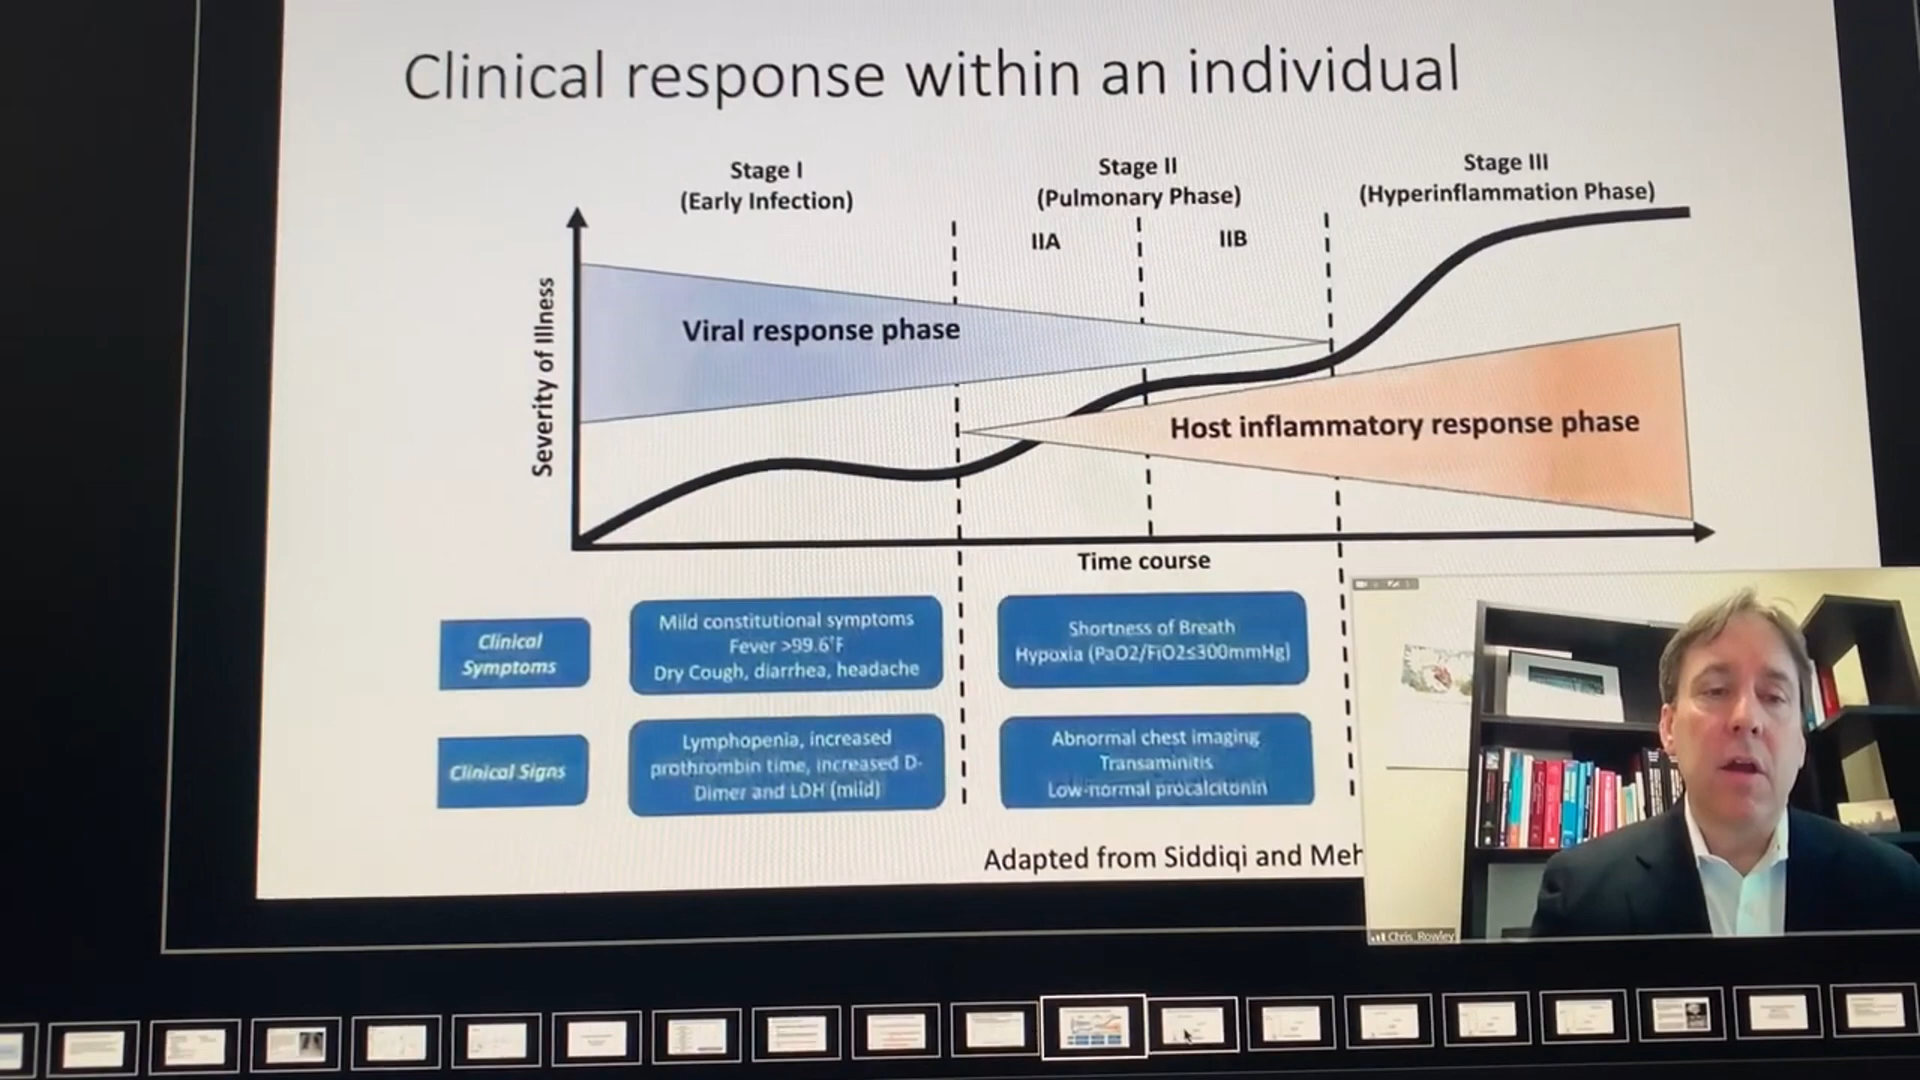 Clinical response within an individual
Stage I
(Early Infection)
Stage II
(Pulmonary Phase)
Stage III
(Hyperinflammation Phase)
IIA
IIB
Severity of Illness
Viral response phase
Host inflammatory response phase
Time course
Clinical
Symptoms
Mild constitutional symptoms
Fever >99.6°F
Dry Cough, diarrhea, headache
Shortness of Breath
Hypoxia (PaO2/FiO2≤300mmHg)
Clinical Signs
Lymphopenia, increased
prothrombin time, increased D-
Dimer and LDH (mild)
Abnormal chest imaging
Transaminitis
Low-normal procalcitonin
Adapted from Siddiqi and Meh
Chris Rowley